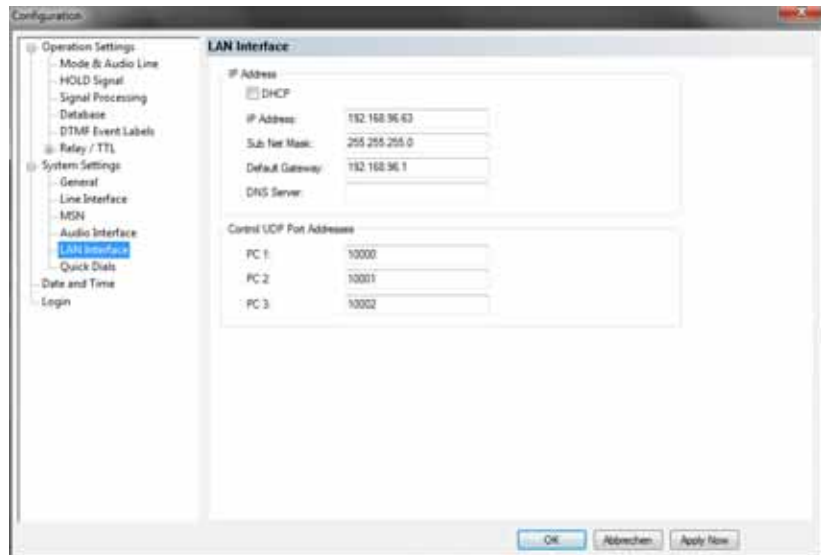 Configuration
Operation Settings
Mode & Audio Line
HOLD Signal
Signal Processing
Database
DTMF Event Labels
Relay / TTL
System Settings
General
Line Interface
MSN
Audio Interface
LAN Interface
Quick Dials
Date and Time
Login
LAN Interface
IP Address
DHCP
IP Address: 192.168.96.63
Sub Net Mask: 255.255.255.0
Default Gateway: 192.168.96.1
DNS Server:
Control UDP Port Addresses
PC 1: 10000
PC 2: 10001
PC 3: 10002
OK Abbrechen Apply Now